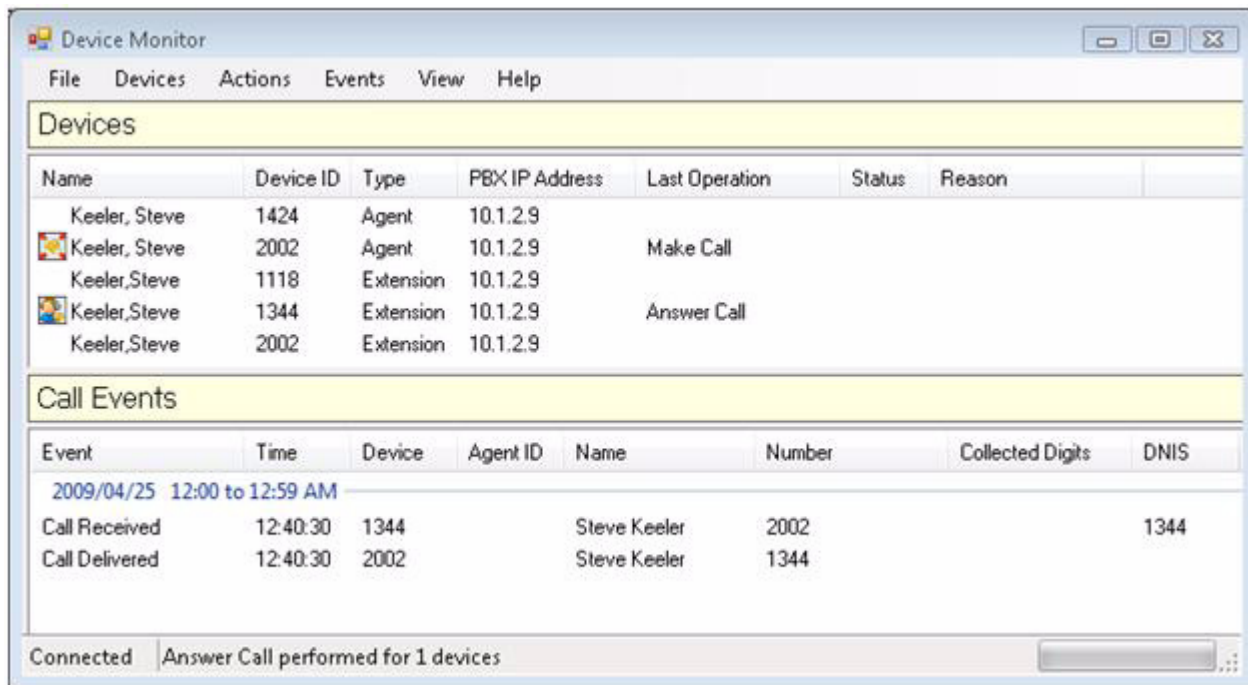 Device Monitor
File Devices Actions Events View Help
Devices
Name Device ID Type PBX IP Address Last Operation Status Reason
Keeler, Steve 1424 Agent 10.1.2.9
Keeler, Steve 2002 Agent 10.1.2.9 Make Call
Keeler,Steve 1118 Extension 10.1.2.9
Keeler,Steve 1344 Extension 10.1.2.9 Answer Call
Keeler,Steve 2002 Extension 10.1.2.9
Call Events
Event Time Device Agent ID Name Number Collected Digits DNIS
2009/04/25 12:00 to 12:59 AM
Call Received 12:40:30 1344 Steve Keeler 2002 1344
Call Delivered 12:40:30 2002 Steve Keeler 1344
Connected Answer Call performed for 1 devices